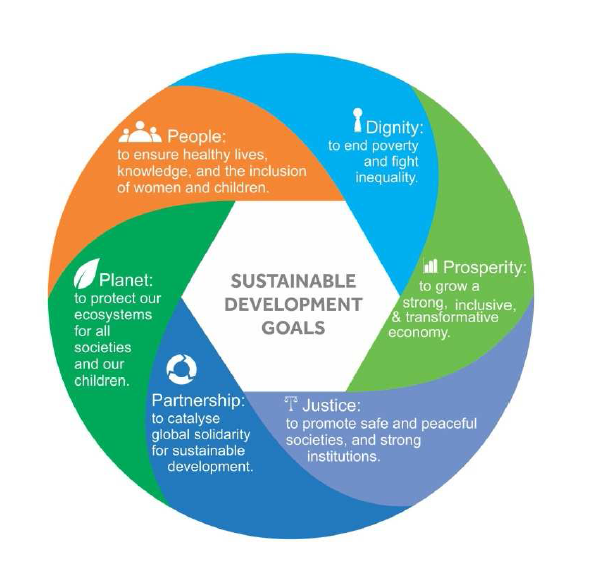 SUSTAINABLE
DEVELOPMENT
GOALS
Dignity:
to end poverty
and fight
inequality.
Prosperity:
to grow a
strong, inclusive,
& transformative
economy.
Justice:
to promote safe and peaceful
societies, and strong
institutions.
Partnership:
to catalyse
global solidarity
for sustainable
development.
Planet:
to protect our
ecosystems
for all
societies
and our
children.
People:
to ensure healthy lives,
knowledge, and the inclusion
of women and children.